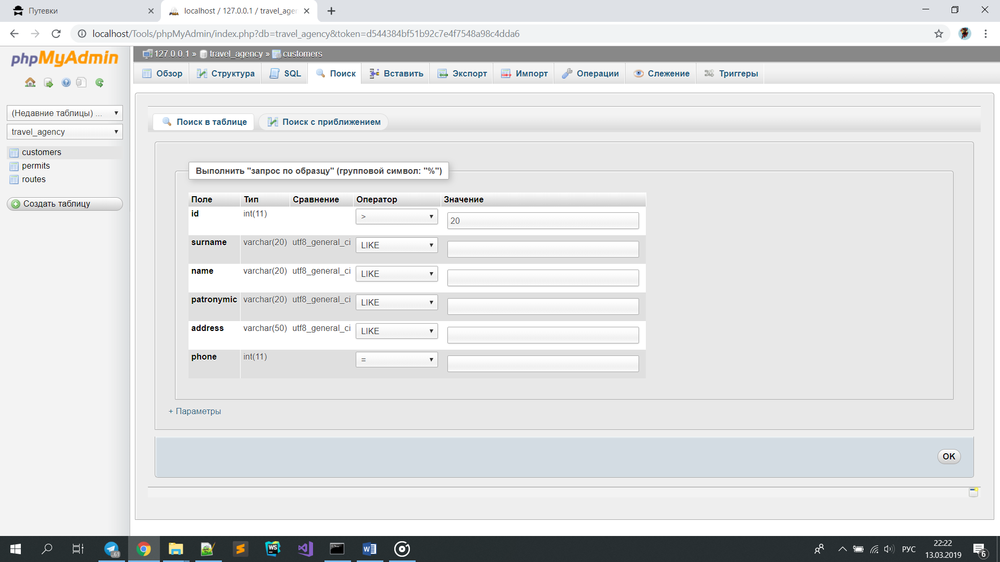 Путевки
localhost / 127.0.0.1 / travel_agen
localhost/Tools/phpMyAdmin/index.php?db=travel_agency&token=d544384bf51b92c7e4f7548a98c4dda6
phpMyAdmin
127.0.0.1 » travel_agency » customers
Обзор Структура SQL Поиск Вставить Экспорт Импорт Операции Слежение Триггеры
(Недавние таблицы) ...
travel_agency
customers
permits
routes
Создать таблицу
Поиск в таблице Поиск с приближением
Выполнить "запрос по образцу" (групповой символ: "%")
Поле Тип Сравнение Оператор Значение
id int(11) > 20
surname varchar(20) utf8_general_ci LIKE
name varchar(20) utf8_general_ci LIKE
patronymic varchar(20) utf8_general_ci LIKE
address varchar(50) utf8_general_ci LIKE
phone int(11) =
+ Параметры
OK
61
WS
РУС
22:22
13.03.2019
6